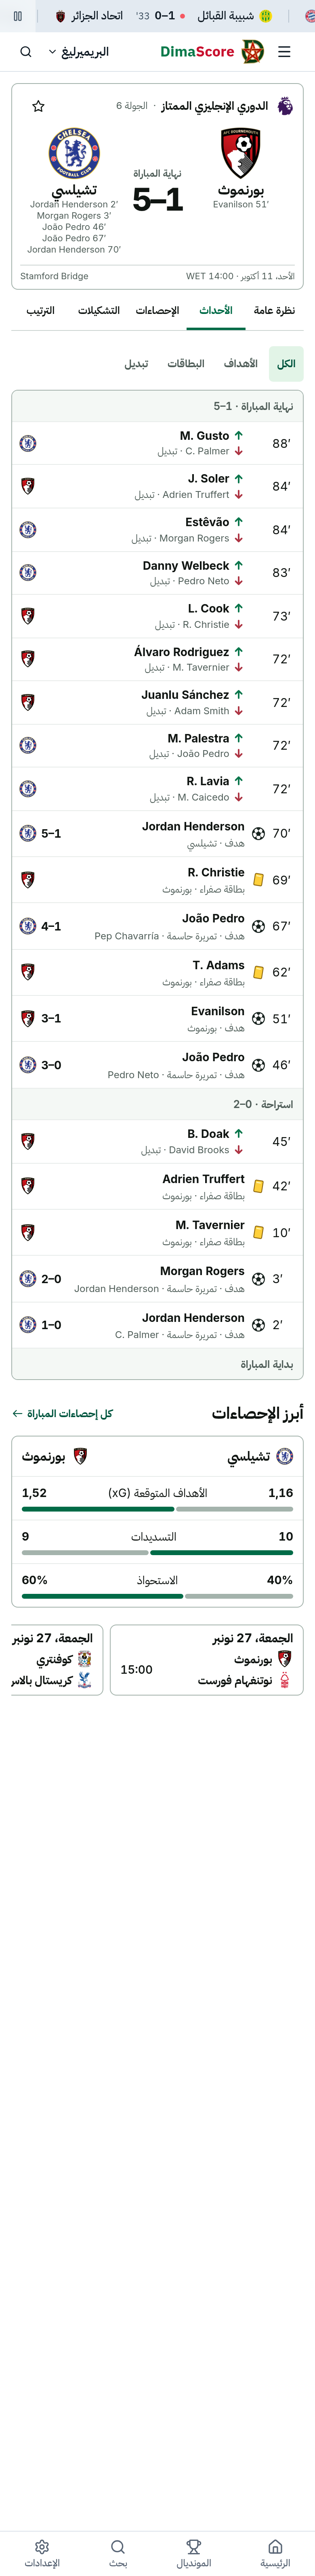 شبيبة القبائل 0–1 33' اتحاد الجزائر
DimaScore
البريميرليغ
الدوري الإنجليزي الممتاز · الجولة 6
بورنموث
Evanilson 51’
نهاية المباراة
5–1
تشيلسي
Jordan Henderson 2’
Morgan Rogers 3’
João Pedro 46’
João Pedro 67’
Jordan Henderson 70’
الأحد، 11 أكتوبر · 14:00 WET
Stamford Bridge
نظرة عامة
الأحداث
الإحصاءات
التشكيلات
الترتيب
الكل
الأهداف
البطاقات
تبديل
نهاية المباراة · 1–5
88’ M. Gusto
تبديل · C. Palmer
84’ J. Soler
تبديل · Adrien Truffert
84’ Estêvão
تبديل · Morgan Rogers
83’ Danny Welbeck
تبديل · Pedro Neto
73’ L. Cook
تبديل · R. Christie
72’ Álvaro Rodriguez
تبديل · M. Tavernier
72’ Juanlu Sánchez
تبديل · Adam Smith
72’ M. Palestra
تبديل · João Pedro
72’ R. Lavia
تبديل · M. Caicedo
70’ Jordan Henderson 5–1
هدف · تشيلسي
69’ R. Christie
بطاقة صفراء · بورنموث
67’ João Pedro 4–1
هدف · تمريرة حاسمة · Pep Chavarría
62’ T. Adams
بطاقة صفراء · بورنموث
51’ Evanilson 3–1
هدف · بورنموث
46’ João Pedro 3–0
هدف · تمريرة حاسمة · Pedro Neto
استراحة · 0–2
45’ B. Doak
تبديل · David Brooks
42’ Adrien Truffert
بطاقة صفراء · بورنموث
10’ M. Tavernier
بطاقة صفراء · بورنموث
3’ Morgan Rogers 2–0
هدف · تمريرة حاسمة · Jordan Henderson
2’ Jordan Henderson 1–0
هدف · تمريرة حاسمة · C. Palmer
بداية المباراة
أبرز الإحصاءات
كل إحصاءات المباراة ←
تشيلسي
بورنموث
1,16 الأهداف المتوقعة (xG) 1,52
10 التسديدات 9
40% الاستحواذ 60%
الجمعة، 27 نونبر
بورنموث
نوتنغهام فورست
15:00
الجمعة، 27 نونبر
كوفنتري
كريستال بالاس
الرئيسية
المونديال
بحث
الإعدادات